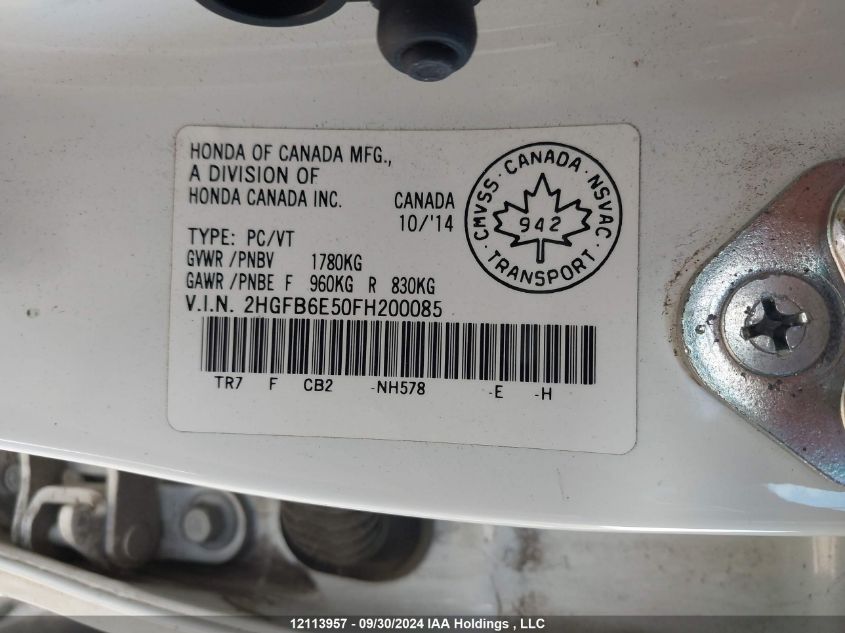 HONDA OF CANADA MFG.,
A DIVISION OF
HONDA CANADA INC. CANADA
10/'14
TYPE: PC/VT
GVWR /PNBV 1780KG
GAWR /PNBE F 960KG R 830KG
V.I.N. 2HGFB6E50FH200085
TR7 F CB2 -NH578 -E -H
CMVSS · CANADA · NSVAC
942
· TRANSPORT ·
12113957 - 09/30/2024 IAA Holdings , LLC